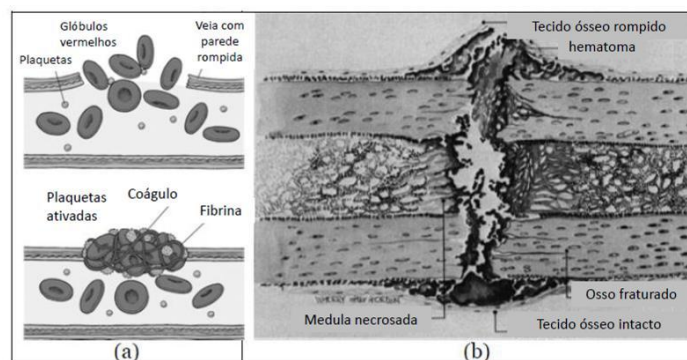 Glóbulos
vermelhos
Veia com
parede
rompida
Plaquetas
Plaquetas
ativadas
Coágulo
Fibrina
(a)
Tecido ósseo rompido
hematoma
Osso fraturado
Medula necrosada
Tecido ósseo intacto
(b)